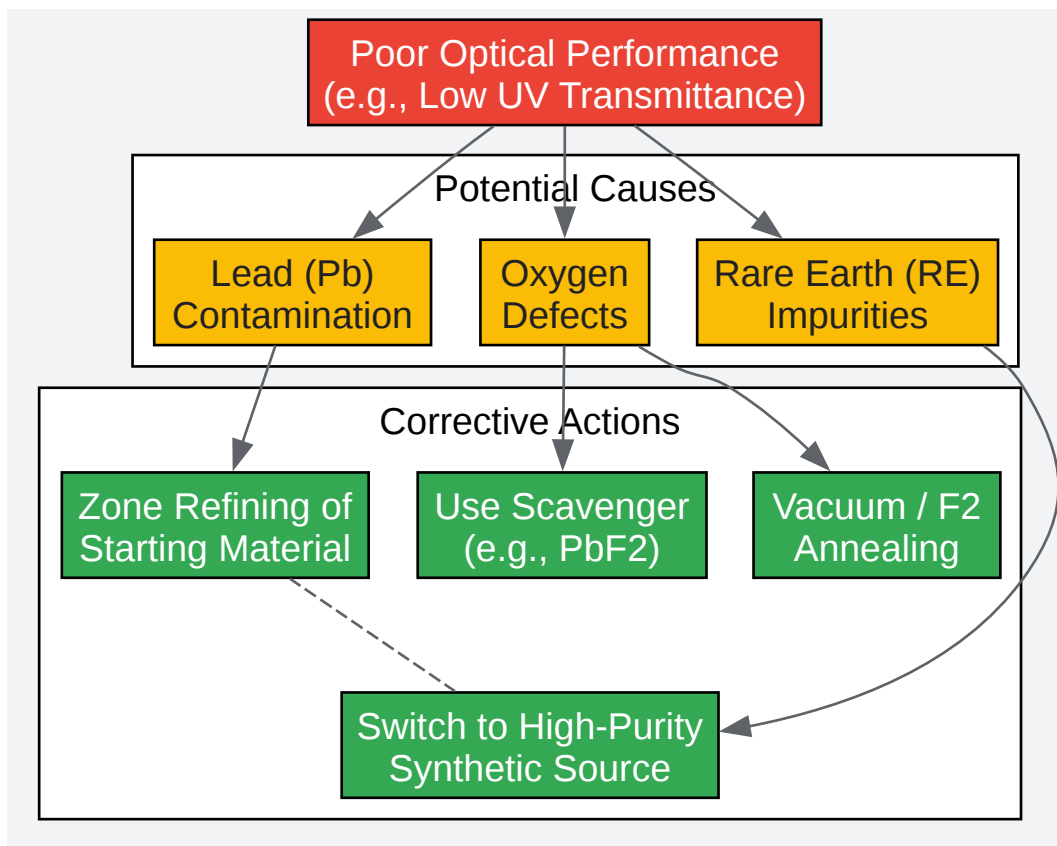 Poor Optical Performance
(e.g., Low UV Transmittance)
Potential Causes
Lead (Pb)
Contamination
Oxygen
Defects
Rare Earth (RE)
Impurities
Corrective Actions
Zone Refining of
Starting Material
Use Scavenger
(e.g., PbF2)
Vacuum / F2
Annealing
Switch to High-Purity
Synthetic Source